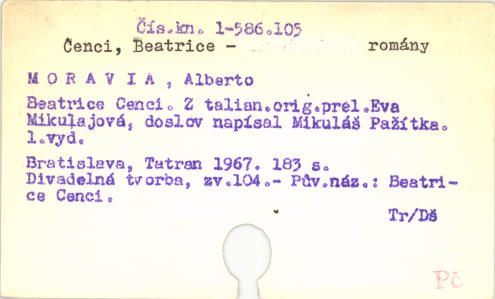 Čís.kn. 1-586.105
Čenci, Beatrice - romány
MORAVIA, Alberto
Beatrice Cenci. Z talian.orig.prel.Eva
Mikulajová, doslov napísal Mikuláš Pažítka.
1.vyd.
Bratislava, Tatran 1967. 183 s.
Divadelná tvorba, zv.104.- Pův.náz.: Beatri-
ce Cenci.
Tr/Dš
Pč